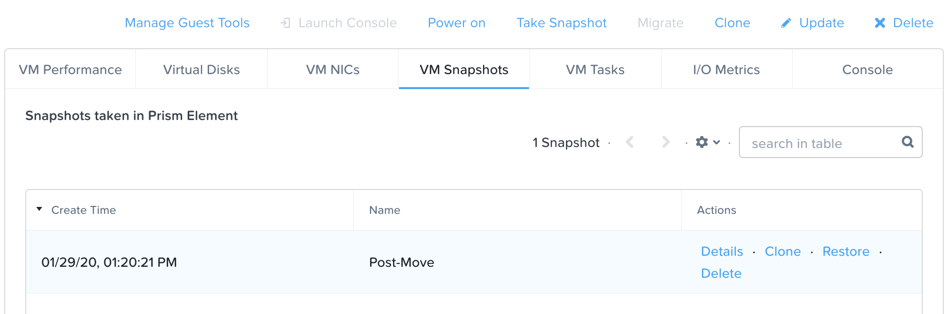 Manage Guest Tools Launch Console Power on Take Snapshot Migrate Clone Update Delete
VM Performance Virtual Disks VM NICs VM Snapshots VM Tasks I/O Metrics Console
Snapshots taken in Prism Element
1 Snapshot · · · search in table
Create Time Name Actions
01/29/20, 01:20:21 PM Post-Move Details · Clone · Restore ·
Delete